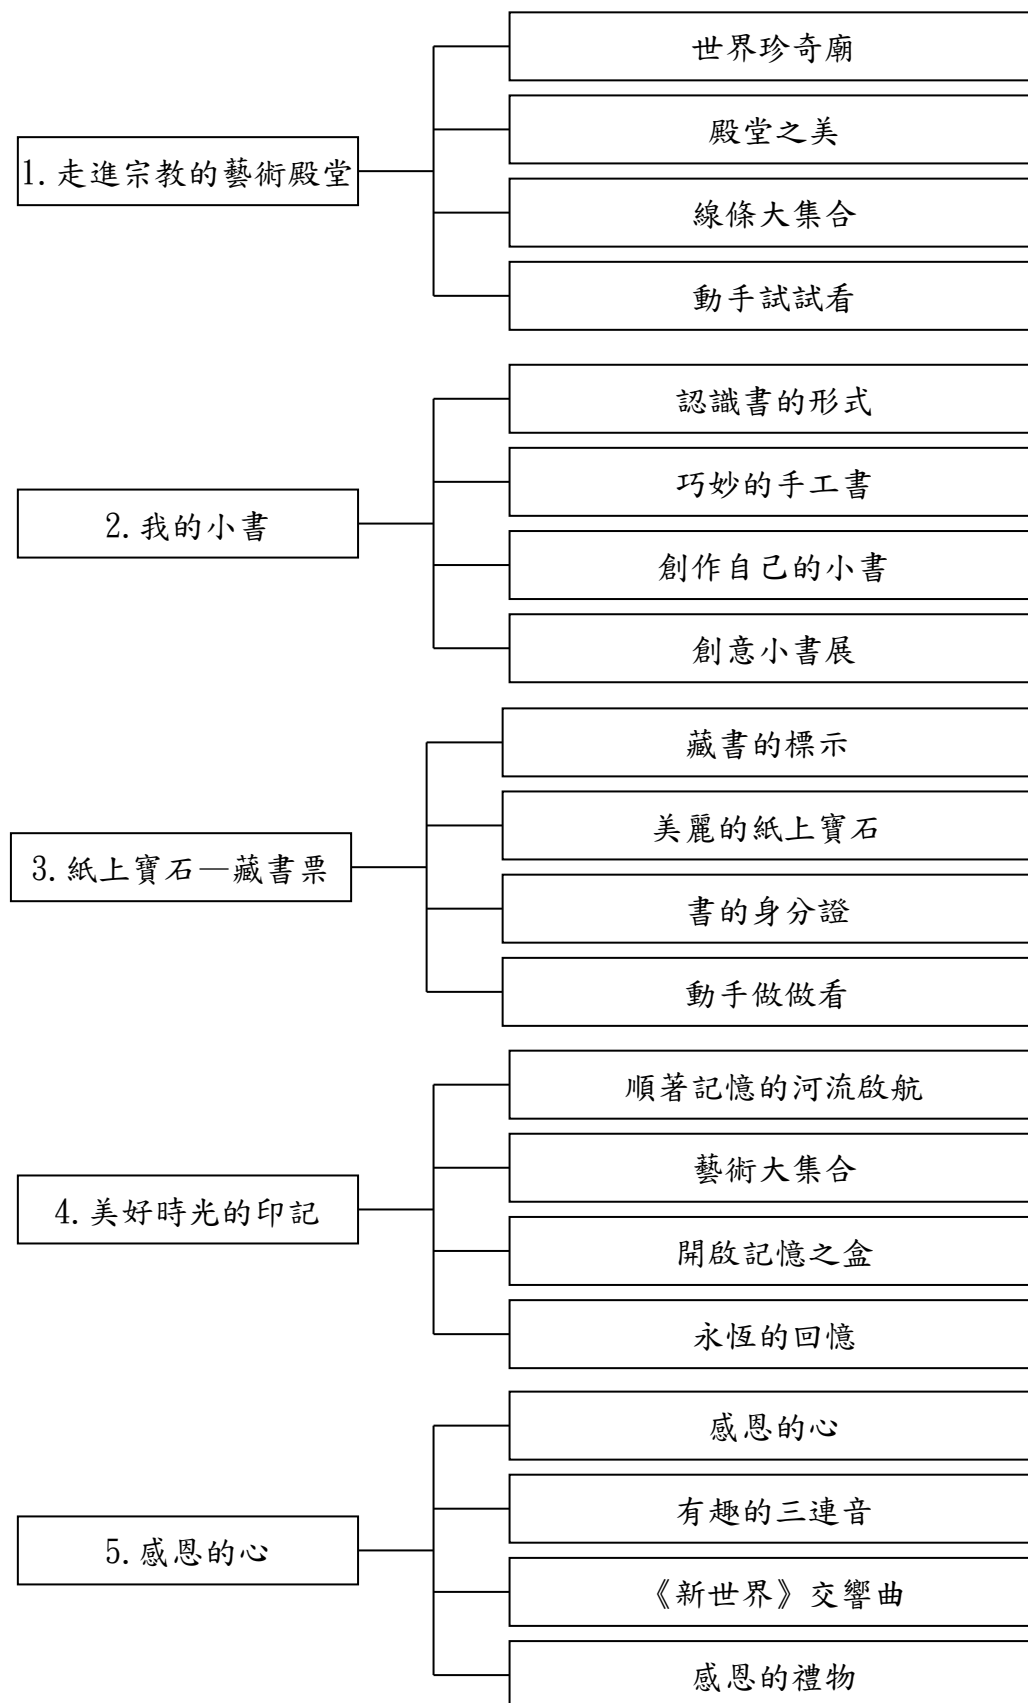 1.走進宗教的藝術殿堂
世界珍奇廟
殿堂之美
線條大集合
動手試試看
2.我的小書
認識書的形式
巧妙的手工書
創作自己的小書
創意小書展
3.紙上寶石—藏書票
藏書的標示
美麗的紙上寶石
書的身分證
動手做做看
4.美好時光的印記
順著記憶的河流啟航
藝術大集合
開啟記憶之盒
永恆的回憶
5.感恩的心
感恩的心
有趣的三連音
《新世界》交響曲
感恩的禮物